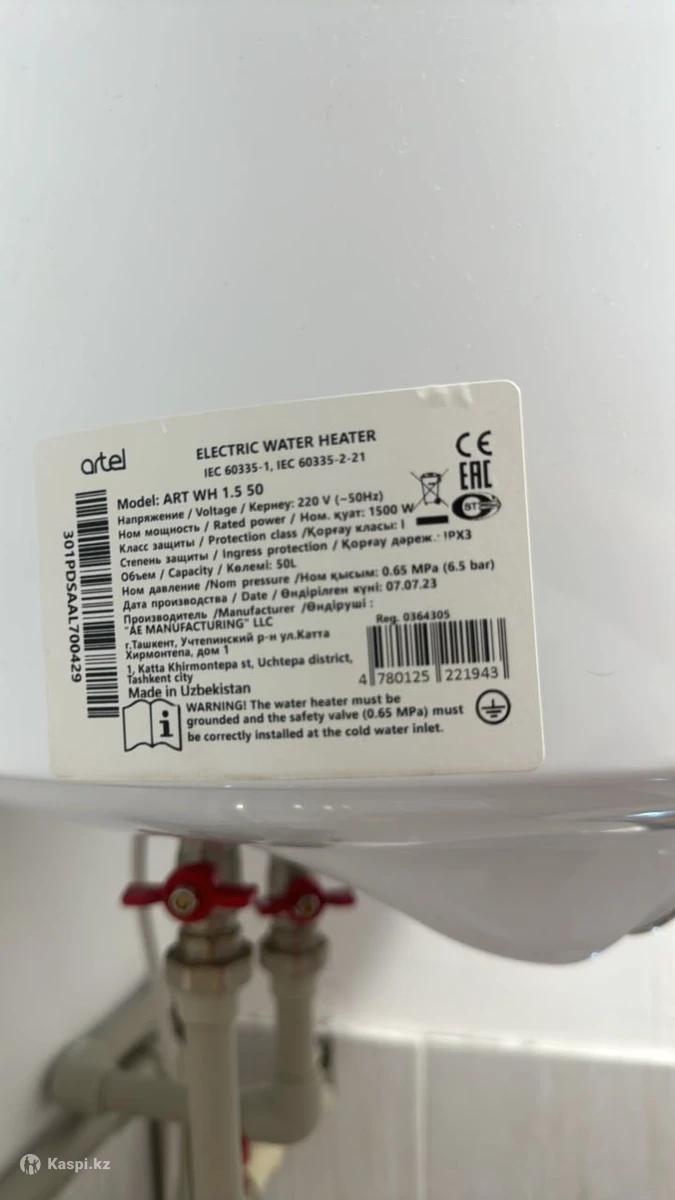 artel
ELECTRIC WATER HEATER
IEC 60335-1, IEC 60335-2-21
CE
EAC
Model: ART WH 1.5 50
Напряжение / Voltage / Кернеу: 220 V (~50Hz)
Ном мощность / Rated power / Ном. қуат: 1500 W
Класс защиты / Protection class /Қорғау класы: I
Степень защиты / Ingress protection / Қорғау дәреж.: IPX3
Объем / Capacity / Көлемі: 50L
Ном давление /Nom pressure /Ном қысым: 0.65 MPa (6.5 bar)
Дата производства / Date / Өндірілген күні: 07.07.23
Производитель /Manufacturer /Өндіруші :
"AE MANUFACTURING" LLC
г.Ташкент, Учтепинский р-н ул.Катта
Хирмонтепа, дом 1
1, Katta Khirmontepa st, Uchtepa district,
Tashkent city
Made in Uzbekistan
Reg. 0364305
4 780125 221943
301PDSAAL700429
WARNING! The water heater must be
grounded and the safety valve (0.65 MPa) must
be correctly installed at the cold water inlet.
Kaspi.kz